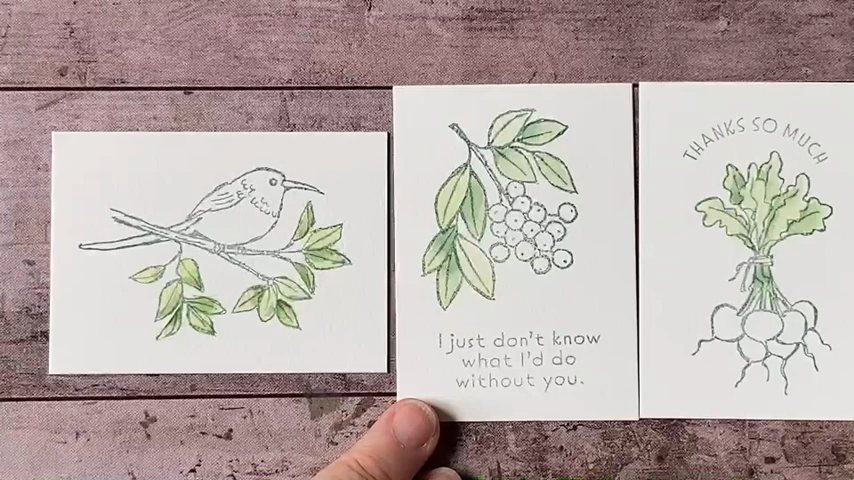 I just don't know
what I'd do
without you.
THANKS SO MUCH